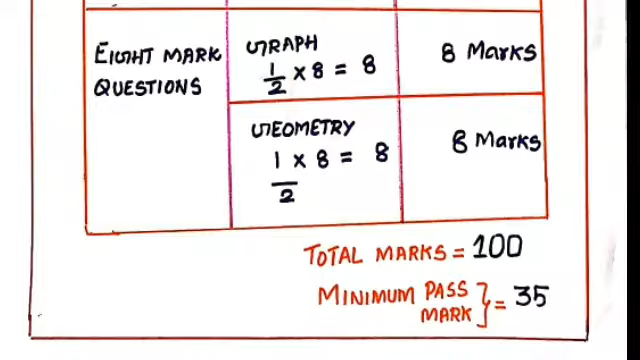 EIGHT MARK
QUESTIONS
GRAPH
1/2 × 8 = 8
8 Marks
GEOMETRY
1/2 × 8 = 8
8 Marks
TOTAL MARKS = 100
MINIMUM PASS MARK } = 35